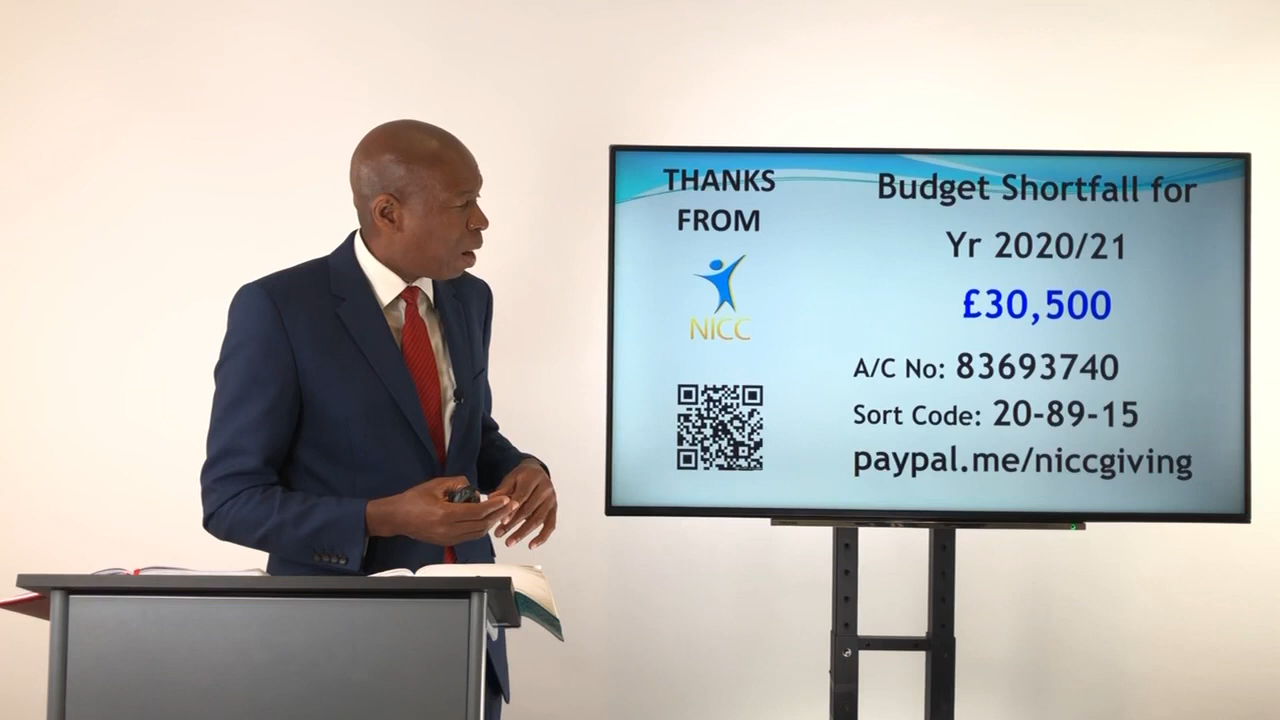 THANKS
FROM
NICC
Budget Shortfall for
Yr 2020/21
£30,500
A/C No: 83693740
Sort Code: 20-89-15
paypal.me/niccgiving